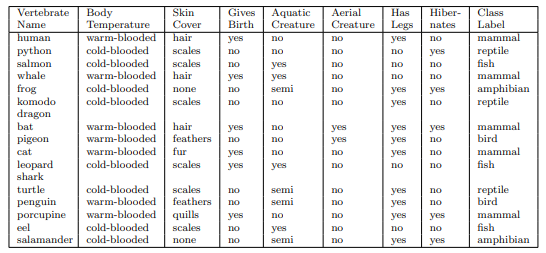 Vertebrate Body Skin Gives Aquatic Aerial Has Hiber- Class
Name Temperature Cover Birth Creature Creature Legs nates Label
human warm-blooded hair yes no no yes no mammal
python cold-blooded scales no no no no yes reptile
salmon cold-blooded scales no yes no no no fish
whale warm-blooded hair yes yes no no no mammal
frog cold-blooded none no semi no yes yes amphibian
komodo cold-blooded scales no no no yes no reptile
dragon
bat warm-blooded hair yes no yes yes yes mammal
pigeon warm-blooded feathers no no yes yes no bird
cat warm-blooded fur yes no no yes no mammal
leopard cold-blooded scales yes yes no no no fish
shark
turtle cold-blooded scales no semi no yes no reptile
penguin warm-blooded feathers no semi no yes no bird
porcupine warm-blooded quills yes no no yes yes mammal
eel cold-blooded scales no yes no no no fish
salamander cold-blooded none no semi no yes yes amphibian